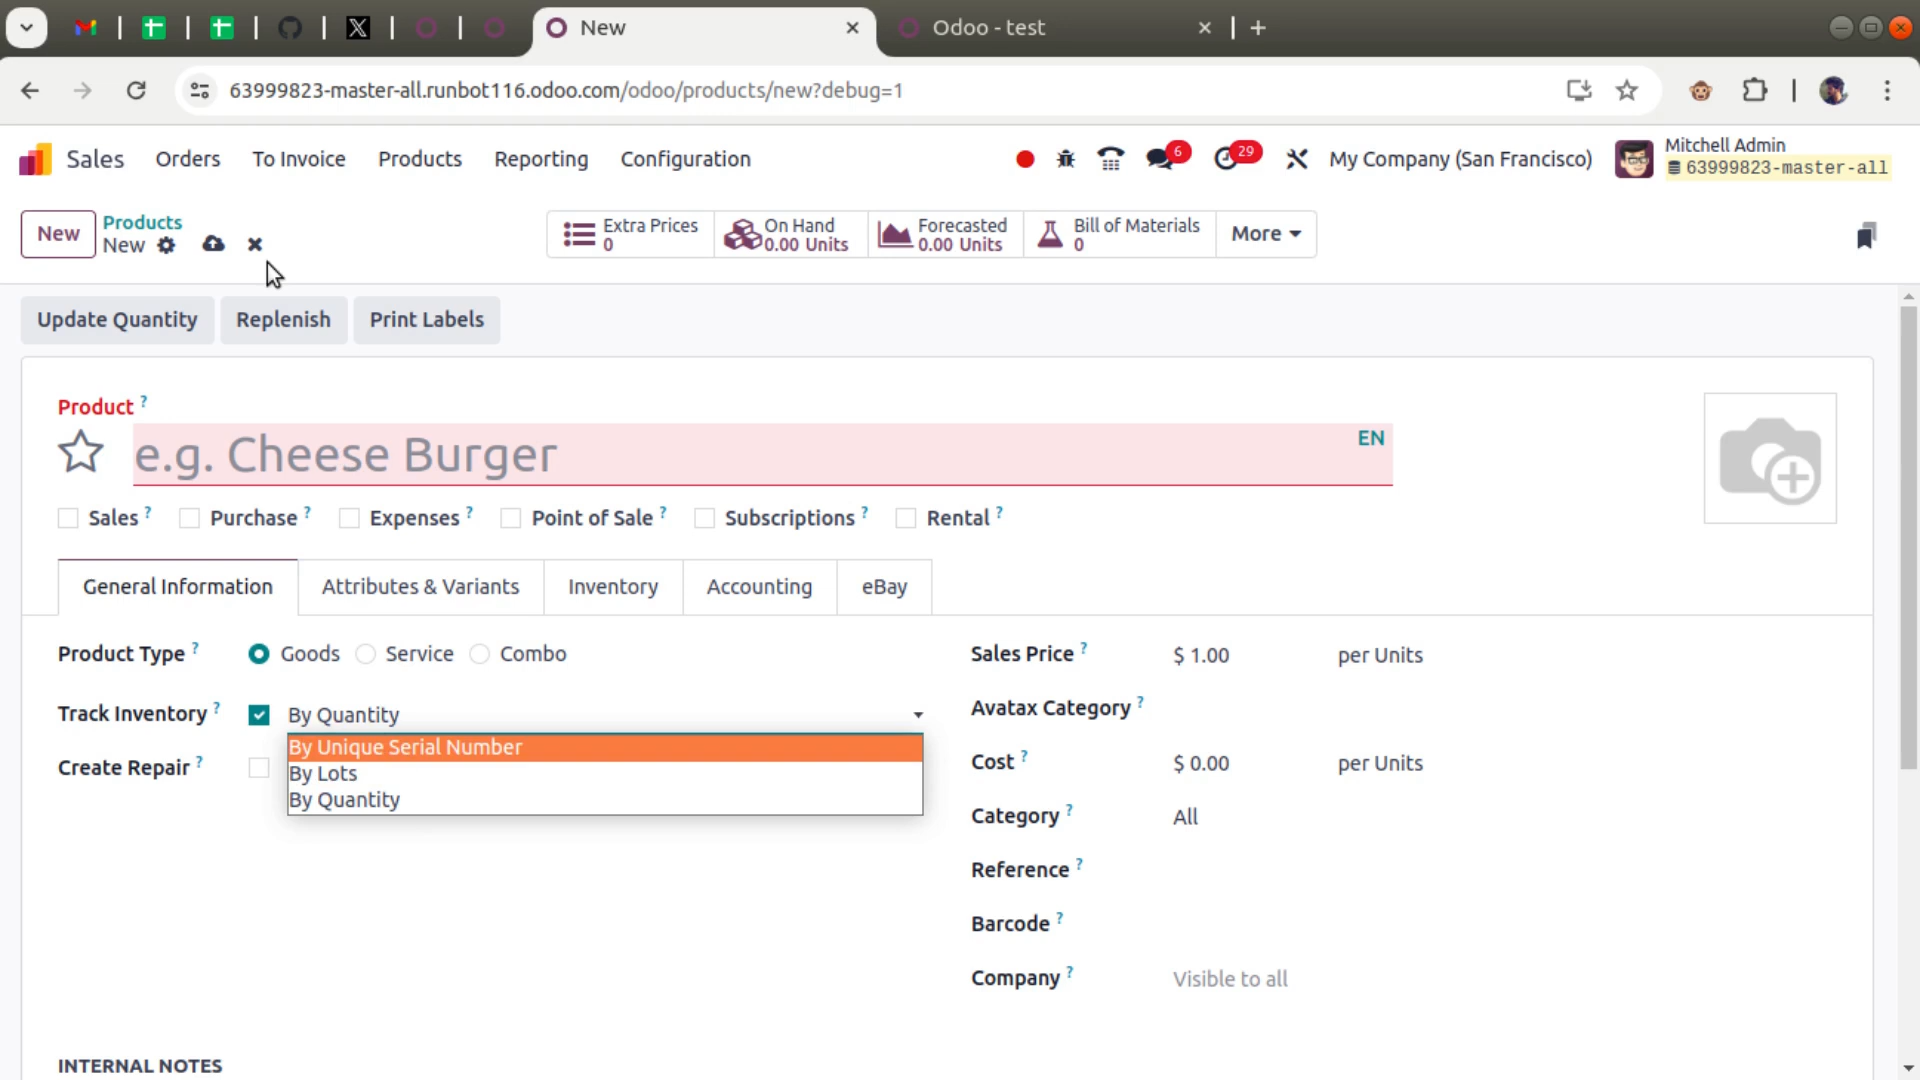 New
Odoo - test
63999823-master-all.runbot116.odoo.com/odoo/products/new?debug=1
Sales Orders To Invoice Products Reporting Configuration
6 29 My Company (San Francisco) Mitchell Admin
63999823-master-all
New Products
New
Extra Prices
0
On Hand
0.00 Units
Forecasted
0.00 Units
Bill of Materials
0
More
Update Quantity Replenish Print Labels
Product ?
e.g. Cheese Burger EN
Sales ? Purchase ? Expenses ? Point of Sale ? Subscriptions ? Rental ?
General Information Attributes & Variants Inventory Accounting eBay
Product Type ? Goods Service Combo
Track Inventory ? By Quantity
By Unique Serial Number
By Lots
By Quantity
Create Repair ?
Sales Price ? $ 1.00 per Units
Avatax Category ?
Cost ? $ 0.00 per Units
Category ? All
Reference ?
Barcode ?
Company ? Visible to all
INTERNAL NOTES